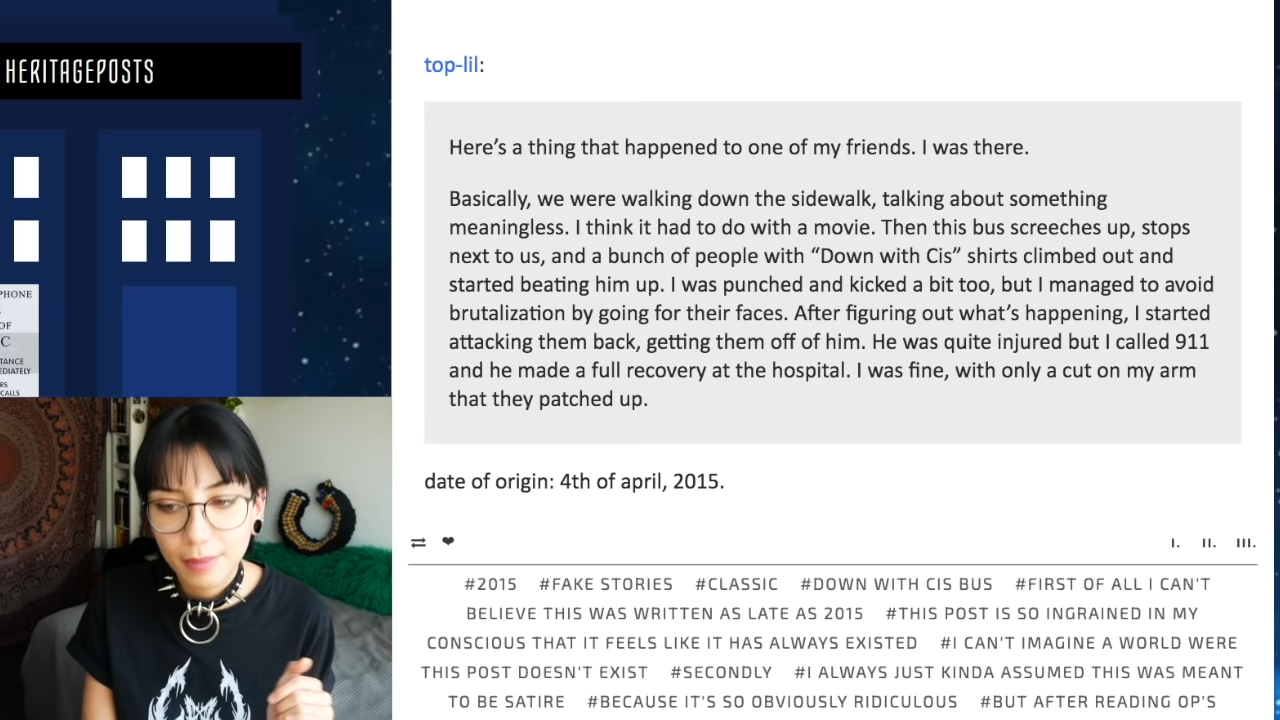 HERITAGEPOSTS
PHONE
OF
C
TANCE
EDIATELY
RS
CALLS
top-lil:
Here’s a thing that happened to one of my friends. I was there.
Basically, we were walking down the sidewalk, talking about something
meaningless. I think it had to do with a movie. Then this bus screeches up, stops
next to us, and a bunch of people with “Down with Cis” shirts climbed out and
started beating him up. I was punched and kicked a bit too, but I managed to avoid
brutalization by going for their faces. After figuring out what’s happening, I started
attacking them back, getting them off of him. He was quite injured but I called 911
and he made a full recovery at the hospital. I was fine, with only a cut on my arm
that they patched up.
date of origin: 4th of april, 2015.
I. II. III.
#2015 #FAKE STORIES #CLASSIC #DOWN WITH CIS BUS #FIRST OF ALL I CAN'T
BELIEVE THIS WAS WRITTEN AS LATE AS 2015 #THIS POST IS SO INGRAINED IN MY
CONSCIOUS THAT IT FEELS LIKE IT HAS ALWAYS EXISTED #I CAN'T IMAGINE A WORLD WERE
THIS POST DOESN'T EXIST #SECONDLY #I ALWAYS JUST KINDA ASSUMED THIS WAS MEANT
TO BE SATIRE #BECAUSE IT'S SO OBVIOUSLY RIDICULOUS #BUT AFTER READING OP'S